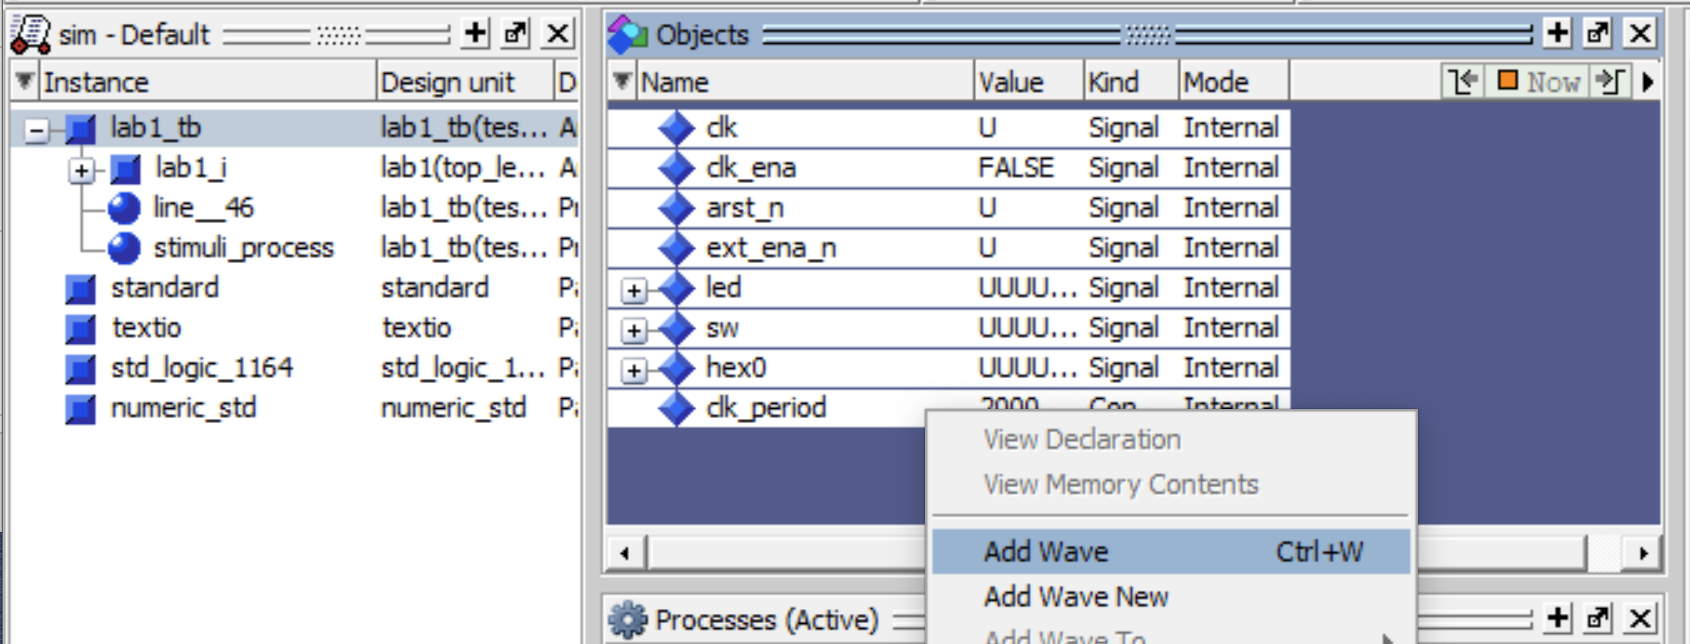 sim - Default
Instance Design unit D
lab1_tb lab1_tb(tes... A
lab1_i lab1(top_le... A
line__46 lab1_tb(tes... Pr
stimuli_process lab1_tb(tes... Pr
standard standard Pa
textio textio Pa
std_logic_1164 std_logic_1... Pa
numeric_std numeric_std Pa
Objects
Name Value Kind Mode Now
clk U Signal Internal
clk_ena FALSE Signal Internal
arst_n U Signal Internal
ext_ena_n U Signal Internal
led UUUU... Signal Internal
sw UUUU... Signal Internal
hex0 UUUU... Signal Internal
clk_period 2000 Con Internal
View Declaration
View Memory Contents
Add Wave Ctrl+W
Add Wave New
Add Wave To
Processes (Active)